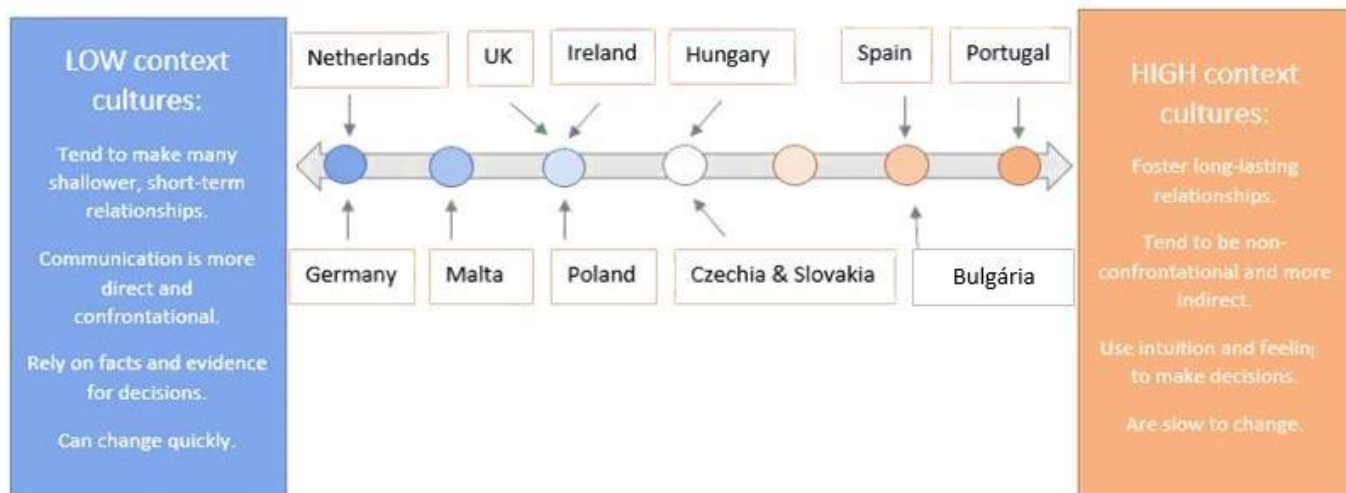 LOW context
cultures:
Tend to make many
shallower, short-term
relationships.
Communication is more
direct and
confrontational.
Rely on facts and evidence
for decisions.
Can change quickly.
Netherlands
UK
Ireland
Hungary
Spain
Portugal
Germany
Malta
Poland
Czechia & Slovakia
Bulgária
HIGH context
cultures:
Foster long-lasting
relationships.
Tend to be non-
confrontational and more
indirect.
Use intuition and feelin
to make decisions.
Are slow to change.